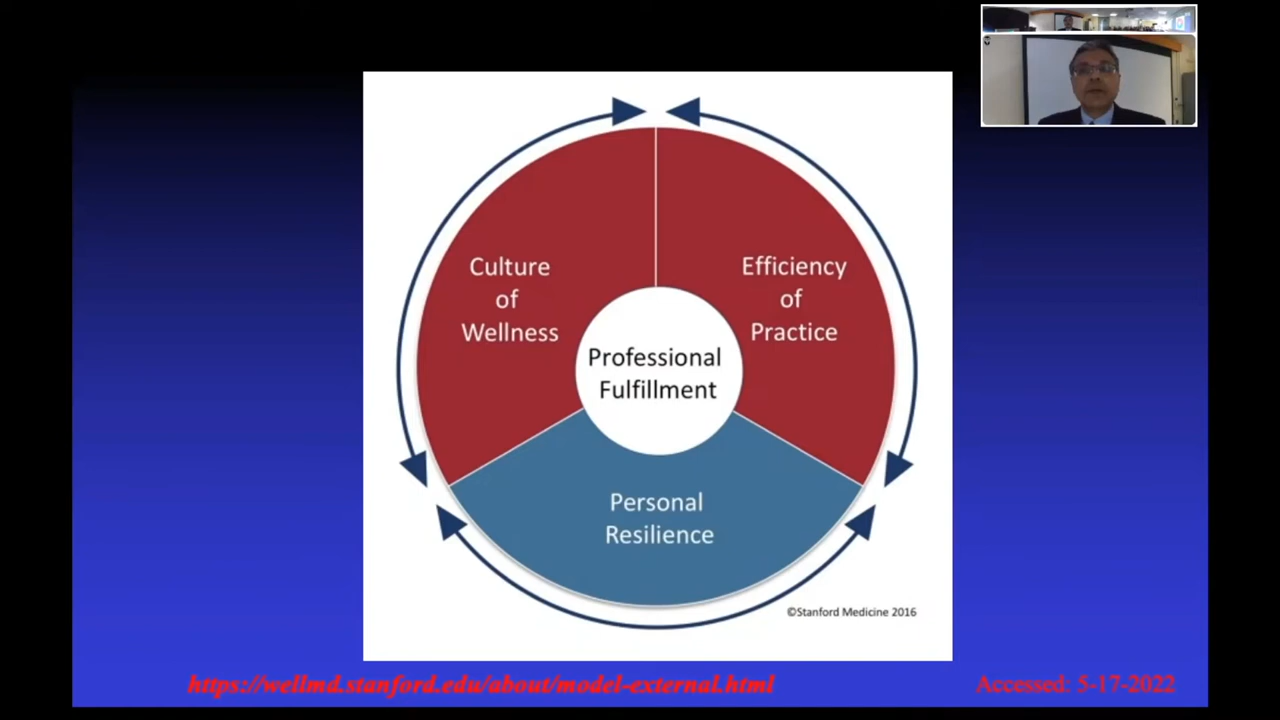 Culture
of
Wellness
Efficiency
of
Practice
Professional
Fulfillment
Personal
Resilience
©Stanford Medicine 2016
https://wellmd.stanford.edu/about/model-external.html
Accessed: 5-17-2022